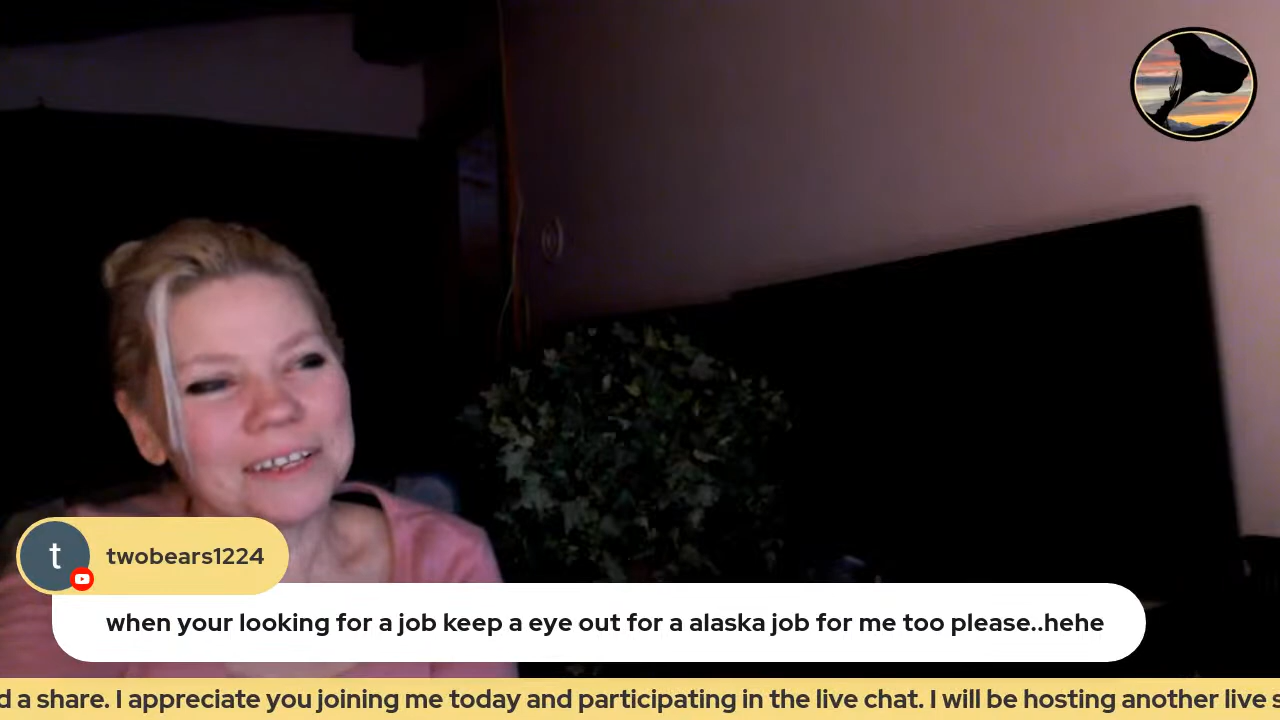 t
twobears1224
when your looking for a job keep a eye out for a alaska job for me too please..hehe
d a share. I appreciate you joining me today and participating in the live chat. I will be hosting another live s